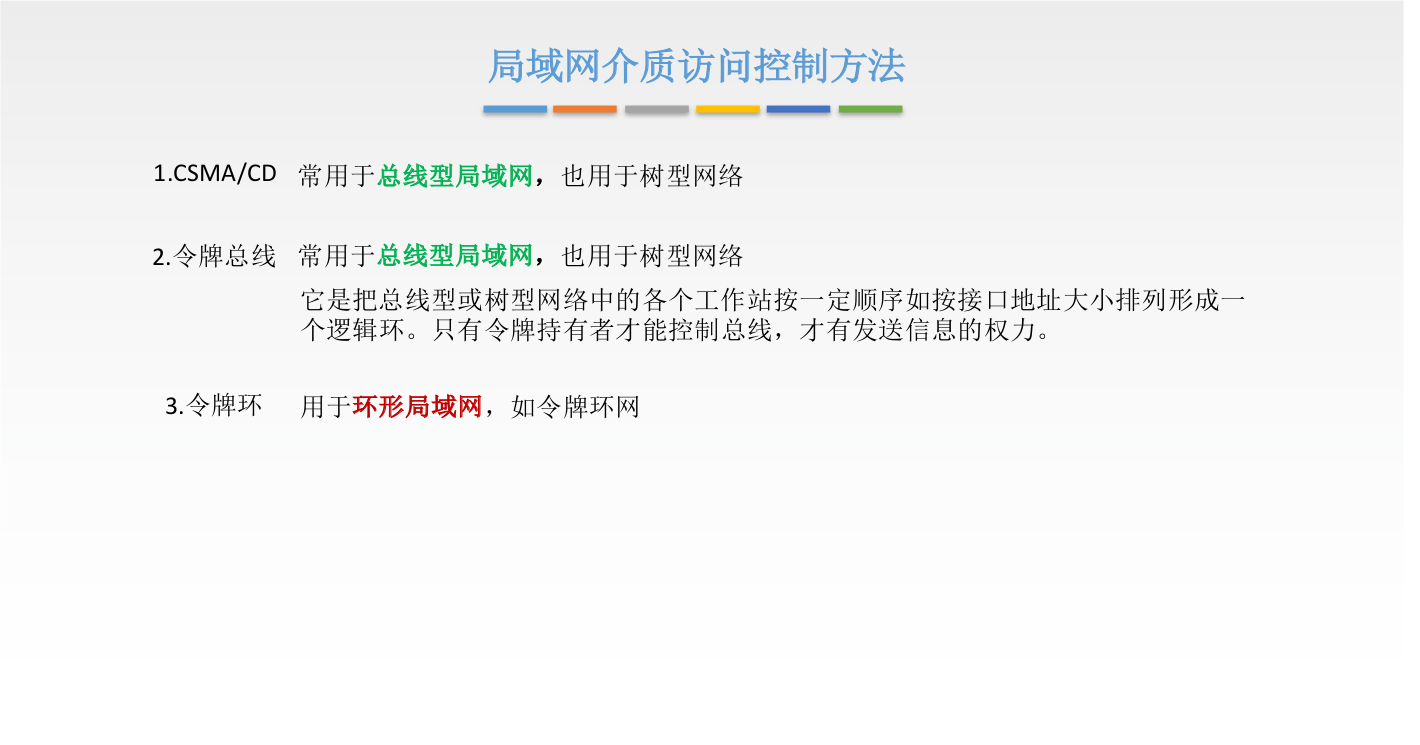 局域网介质访问控制方法
1.CSMA/CD 常用于总线型局域网，也用于树型网络
2.令牌总线 常用于总线型局域网，也用于树型网络
它是把总线型或树型网络中的各个工作站按一定顺序如按接口地址大小排列形成一
个逻辑环。只有令牌持有者才能控制总线，才有发送信息的权力。
3.令牌环 用于环形局域网，如令牌环网